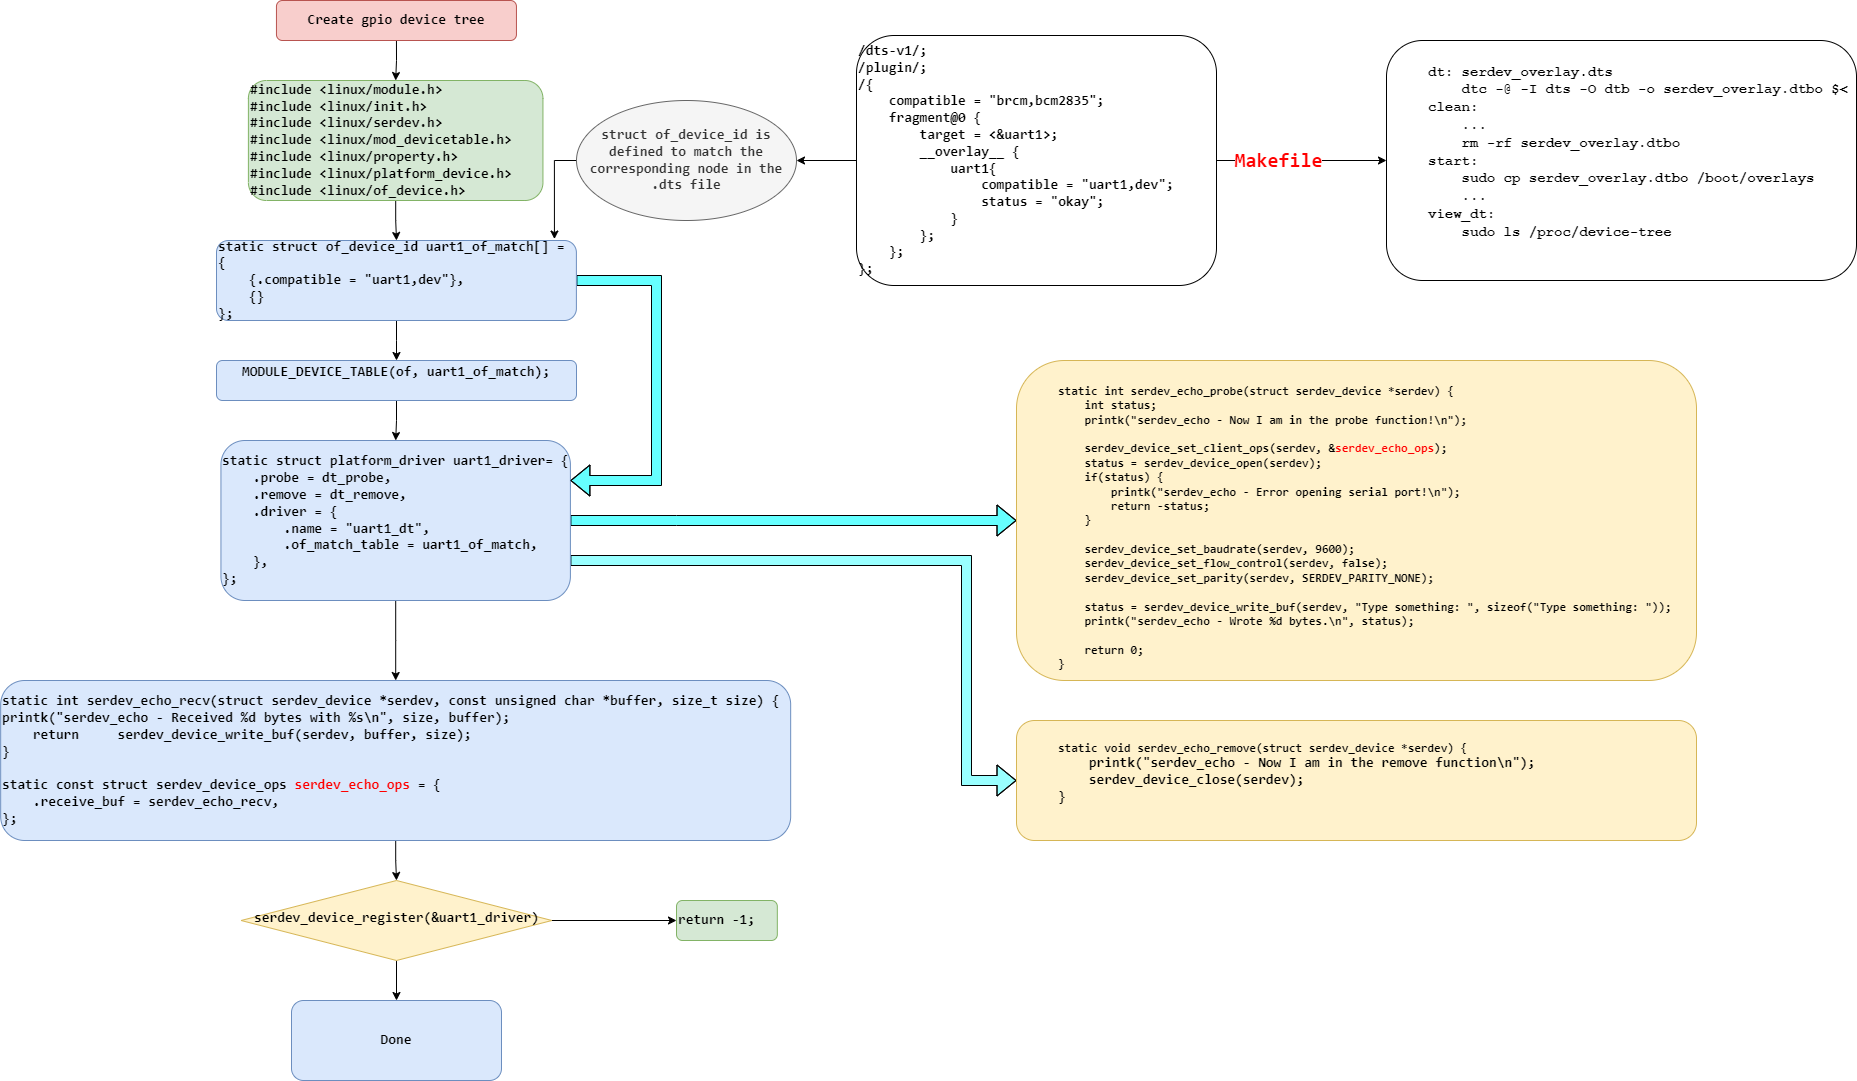 Create gpio device tree
#include <linux/module.h>
#include <linux/init.h>
#include <linux/serdev.h>
#include <linux/mod_devicetable.h>
#include <linux/property.h>
#include <linux/platform_device.h>
#include <linux/of_device.h>
struct of_device_id is
defined to match the
corresponding node in the
.dts file
/dts-v1/;
/plugin/;
/{
    compatible = "brcm,bcm2835";
    fragment@0 {
        target = <&uart1>;
        __overlay__ {
            uart1{
                compatible = "uart1,dev";
                status = "okay";
            }
        };
    };
};
Makefile
dt: serdev_overlay.dts
    dtc -@ -I dts -O dtb -o serdev_overlay.dtbo $<
clean:
    ...
    rm -rf serdev_overlay.dtbo
start:
    sudo cp serdev_overlay.dtbo /boot/overlays
    ...
view_dt:
    sudo ls /proc/device-tree
static struct of_device_id uart1_of_match[] =
{
    {.compatible = "uart1,dev"},
    {}
};
MODULE_DEVICE_TABLE(of, uart1_of_match);
static struct platform_driver uart1_driver= {
    .probe = dt_probe,
    .remove = dt_remove,
    .driver = {
        .name = "uart1_dt",
        .of_match_table = uart1_of_match,
    },
};
static int serdev_echo_probe(struct serdev_device *serdev) {
    int status;
    printk("serdev_echo - Now I am in the probe function!\n");
    serdev_device_set_client_ops(serdev, &serdev_echo_ops);
    status = serdev_device_open(serdev);
    if(status) {
        printk("serdev_echo - Error opening serial port!\n");
        return -status;
    }
    serdev_device_set_baudrate(serdev, 9600);
    serdev_device_set_flow_control(serdev, false);
    serdev_device_set_parity(serdev, SERDEV_PARITY_NONE);
    status = serdev_device_write_buf(serdev, "Type something: ", sizeof("Type something: "));
    printk("serdev_echo - Wrote %d bytes.\n", status);
    return 0;
}
static int serdev_echo_recv(struct serdev_device *serdev, const unsigned char *buffer, size_t size) {
printk("serdev_echo - Received %d bytes with %s\n", size, buffer);
    return     serdev_device_write_buf(serdev, buffer, size);
}
static const struct serdev_device_ops serdev_echo_ops = {
    .receive_buf = serdev_echo_recv,
};
static void serdev_echo_remove(struct serdev_device *serdev) {
    printk("serdev_echo - Now I am in the remove function\n");
    serdev_device_close(serdev);
}
serdev_device_register(&uart1_driver)
return -1;
Done